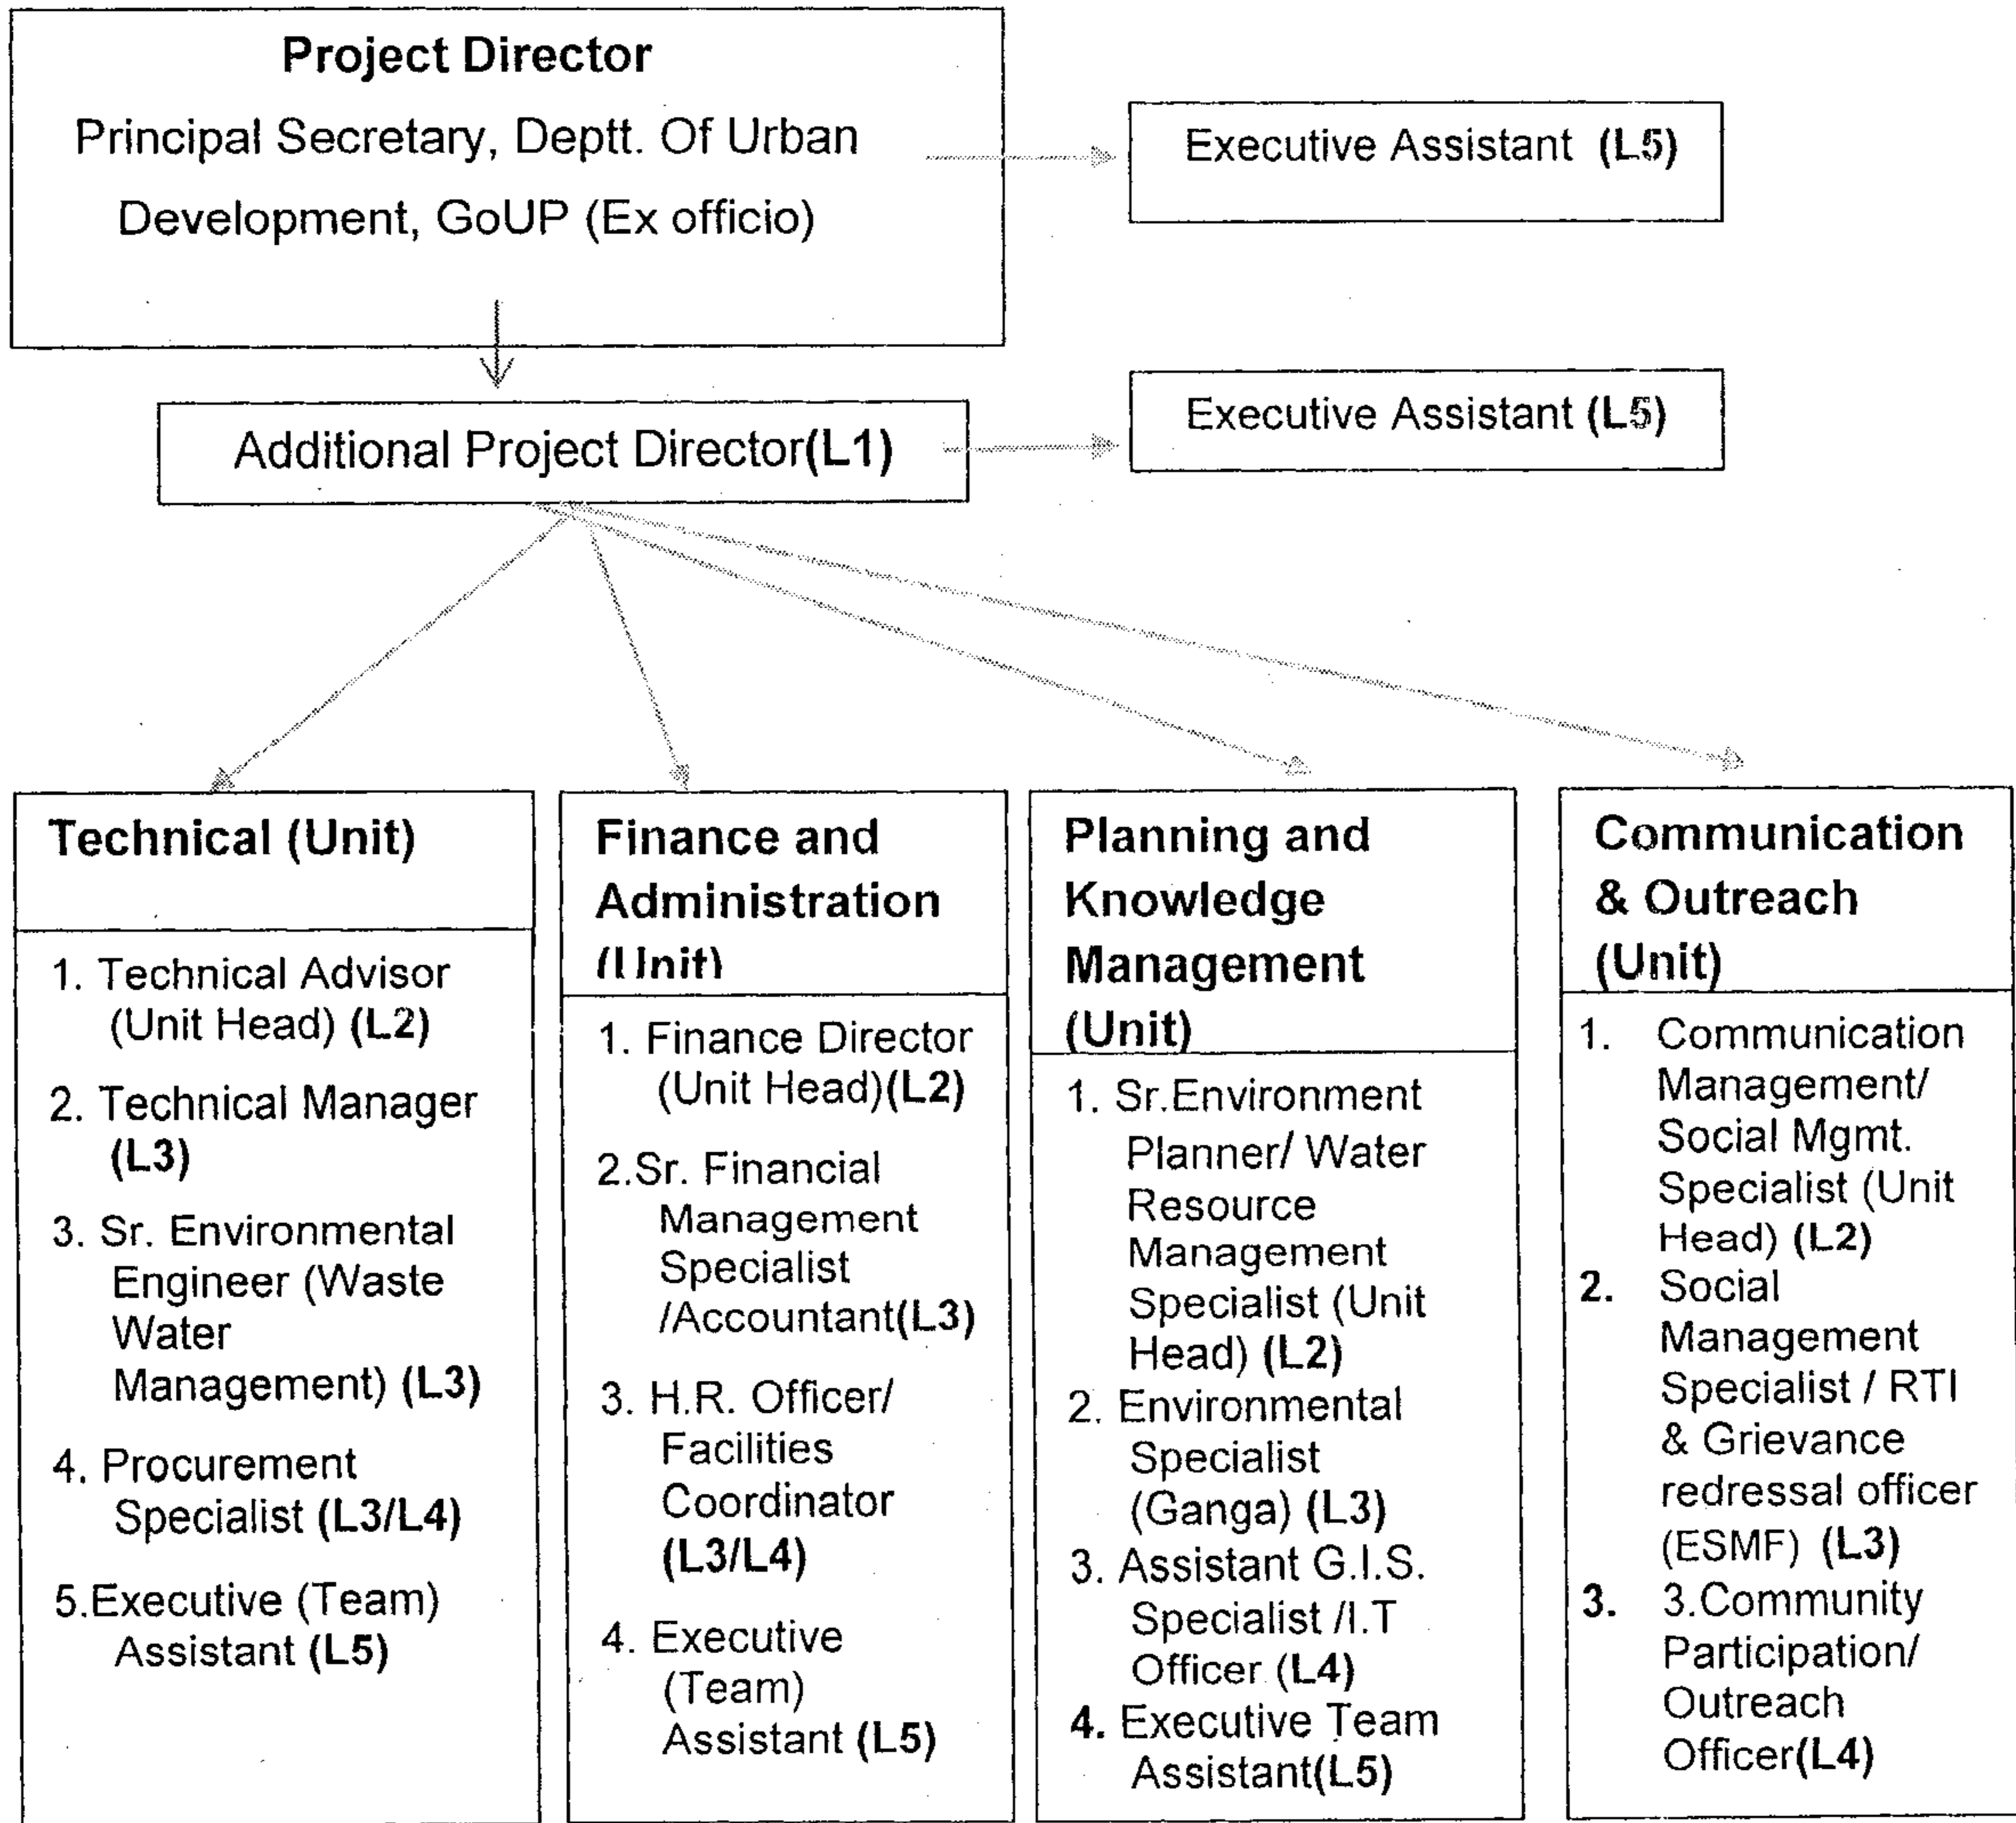 Project Director
Principal Secretary, Deptt. Of Urban
Development, GoUP (Ex officio)
Executive Assistant (L5)
Additional Project Director(L1)
Executive Assistant (L5)
Technical (Unit)
1. Technical Advisor
(Unit Head) (L2)
2. Technical Manager
(L3)
3. Sr. Environmental
Engineer (Waste
Water
Management) (L3)
4. Procurement
Specialist (L3/L4)
5.Executive (Team)
Assistant (L5)
Finance and
Administration
(Unit)
1. Finance Director
(Unit Head)(L2)
2.Sr. Financial
Management
Specialist
/Accountant(L3)
3. H.R. Officer/
Facilities
Coordinator
(L3/L4)
4. Executive
(Team)
Assistant (L5)
Planning and
Knowledge
Management
(Unit)
1. Sr.Environment
Planner/ Water
Resource
Management
Specialist (Unit
Head) (L2)
2. Environmental
Specialist
(Ganga) (L3)
3. Assistant G.I.S.
Specialist /I.T
Officer (L4)
4. Executive Team
Assistant(L5)
Communication
& Outreach
(Unit)
1. Communication
Management/
Social Mgmt.
Specialist (Unit
Head) (L2)
2. Social
Management
Specialist / RTI
& Grievance
redressal officer
(ESMF) (L3)
3. 3.Community
Participation/
Outreach
Officer(L4)